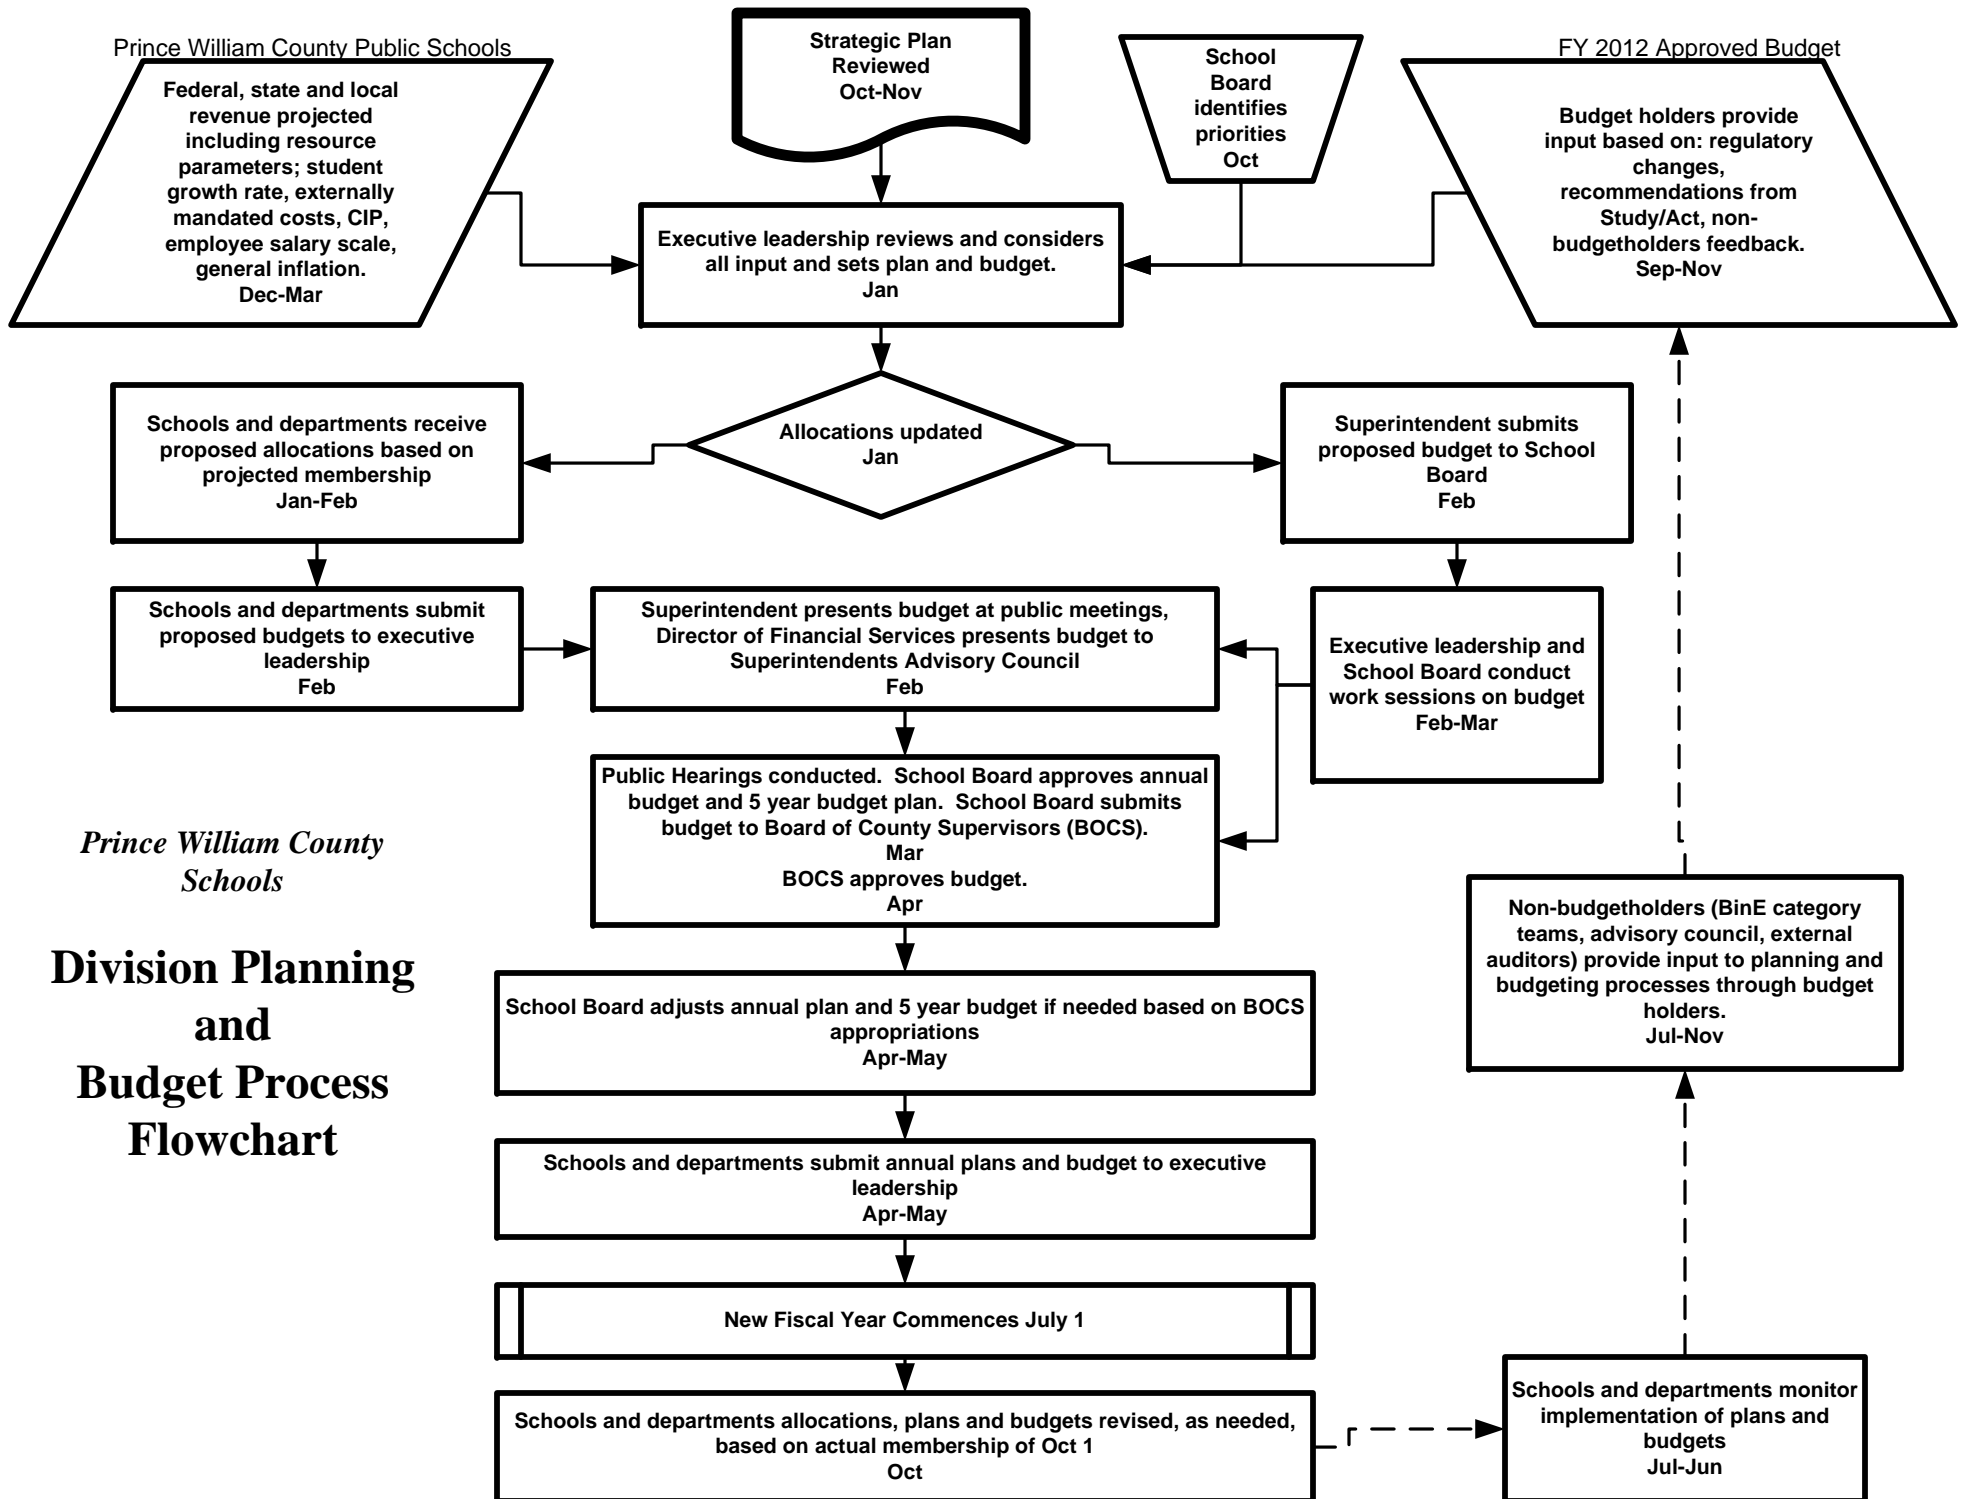 Prince William County Public Schools
FY 2012 Approved Budget
Strategic Plan
Reviewed
Oct-Nov
School
Board
identifies
priorities
Oct
Federal, state and local
revenue projected
including resource
parameters; student
growth rate, externally
mandated costs, CIP,
employee salary scale,
general inflation.
Dec-Mar
Budget holders provide
input based on: regulatory
changes,
recommendations from
Study/Act, non-
budgetholders feedback.
Sep-Nov
Executive leadership reviews and considers
all input and sets plan and budget.
Jan
Allocations updated
Jan
Schools and departments receive
proposed allocations based on
projected membership
Jan-Feb
Superintendent submits
proposed budget to School
Board
Feb
Schools and departments submit
proposed budgets to executive
leadership
Feb
Superintendent presents budget at public meetings,
Director of Financial Services presents budget to
Superintendents Advisory Council
Feb
Executive leadership and
School Board conduct
work sessions on budget
Feb-Mar
Public Hearings conducted.  School Board approves annual
budget and 5 year budget plan.  School Board submits
budget to Board of County Supervisors (BOCS).
Mar
BOCS approves budget.
Apr
Prince William County
Schools
Division Planning
and
Budget Process
Flowchart
Non-budgetholders (BinE category
teams, advisory council, external
auditors) provide input to planning and
budgeting processes through budget
holders.
Jul-Nov
School Board adjusts annual plan and 5 year budget if needed based on BOCS
appropriations
Apr-May
Schools and departments submit annual plans and budget to executive
leadership
Apr-May
New Fiscal Year Commences July 1
Schools and departments allocations, plans and budgets revised, as needed,
based on actual membership of Oct 1
Oct
Schools and departments monitor
implementation of plans and
budgets
Jul-Jun